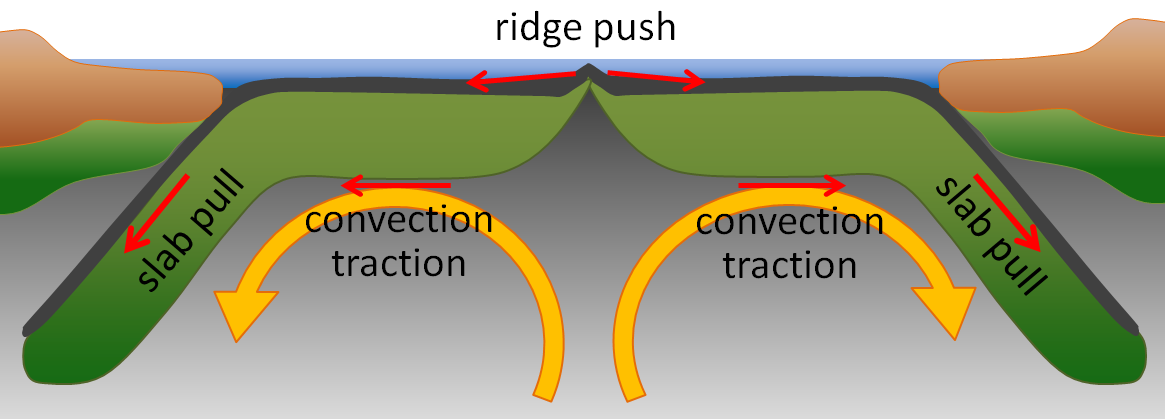 ridge push
slab pull
convection
traction
convection
traction
slab pull